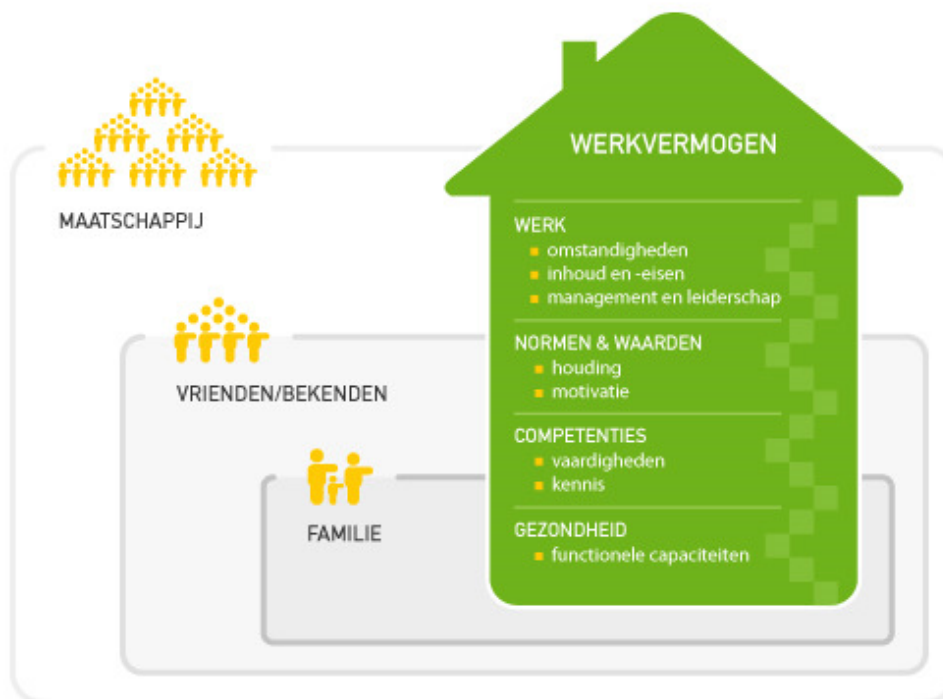 WERKVERMOGEN
MAATSCHAPPIJ
VRIENDEN/BEKENDEN
FAMILIE
WERK
omstandigheden
inhoud en -eisen
management en leiderschap
NORMEN & WAARDEN
houding
motivatie
COMPETENTIES
vaardigheden
kennis
GEZONDHEID
functionele capaciteiten